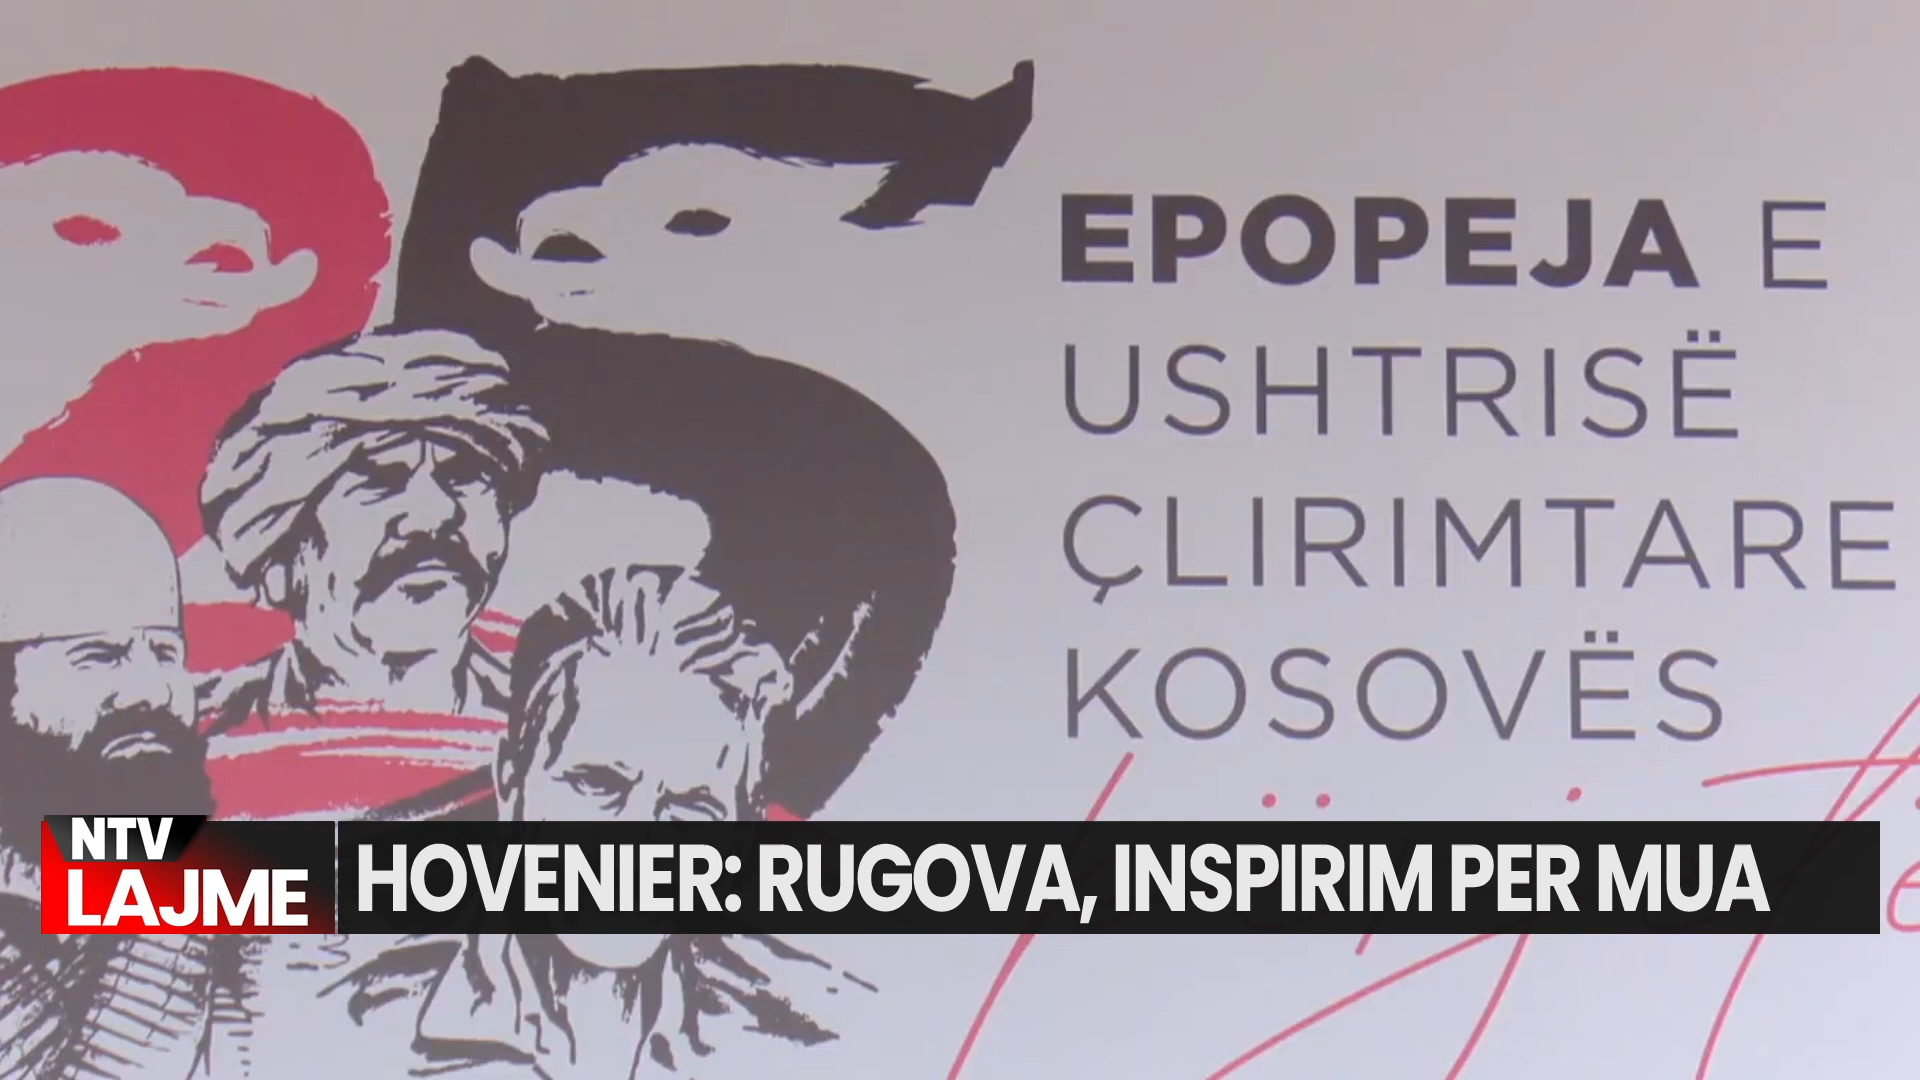 EPOPEJA E
USHTRISË
ÇLIRIMTARE
KOSOVËS
NTV
LAJME
HOVENIER: RUGOVA, INSPIRIM PER MUA